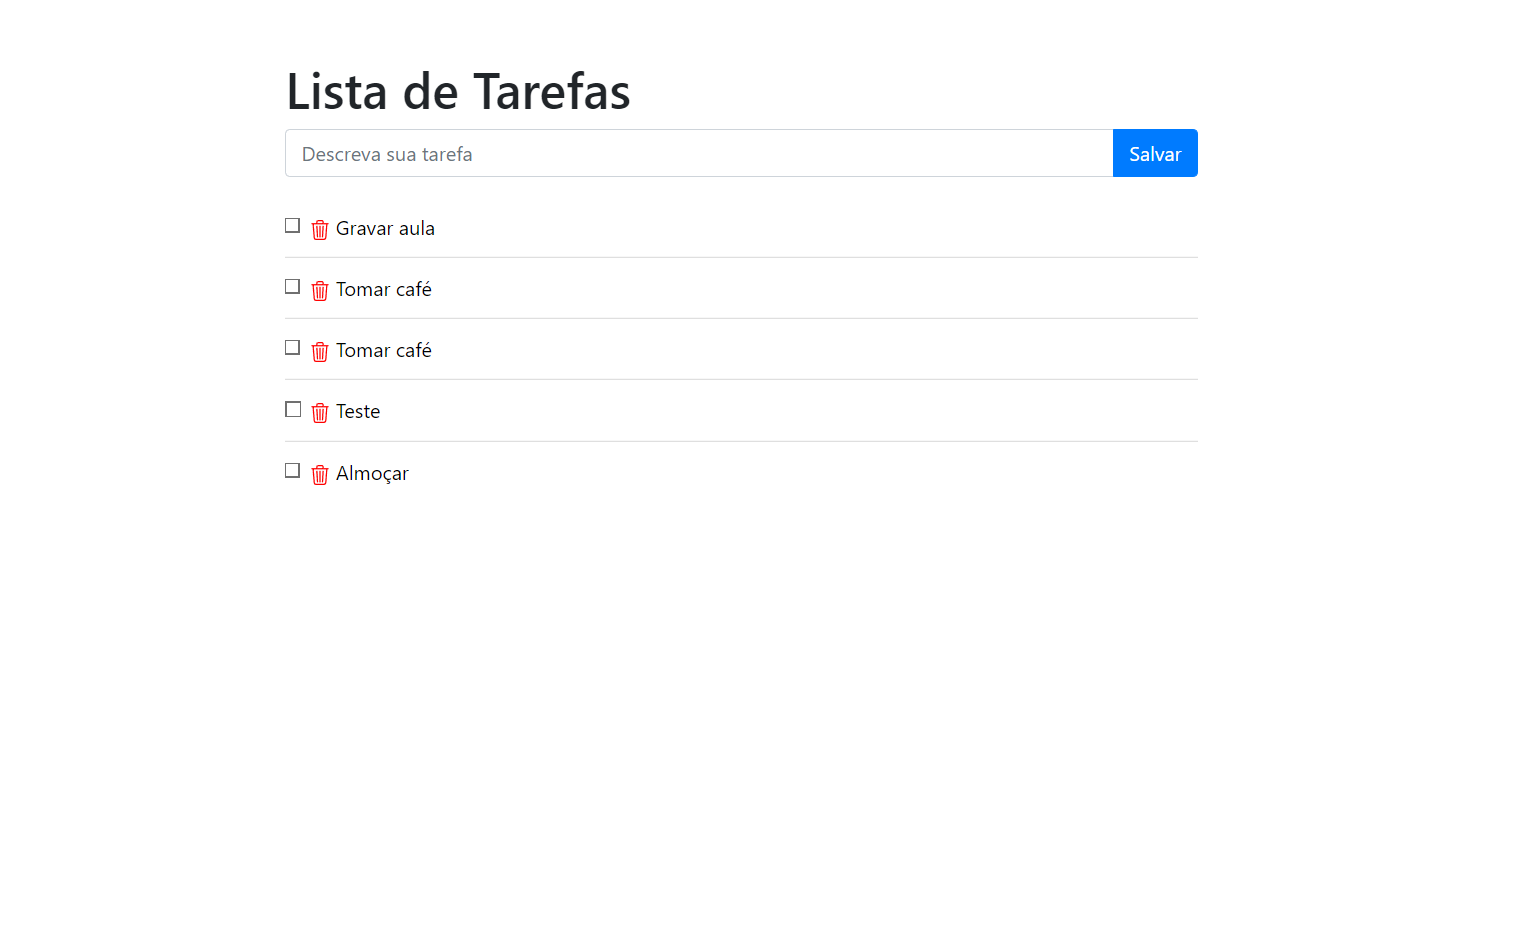 Lista de Tarefas
Descreva sua tarefa
Salvar
Gravar aula
Tomar café
Tomar café
Teste
Almoçar